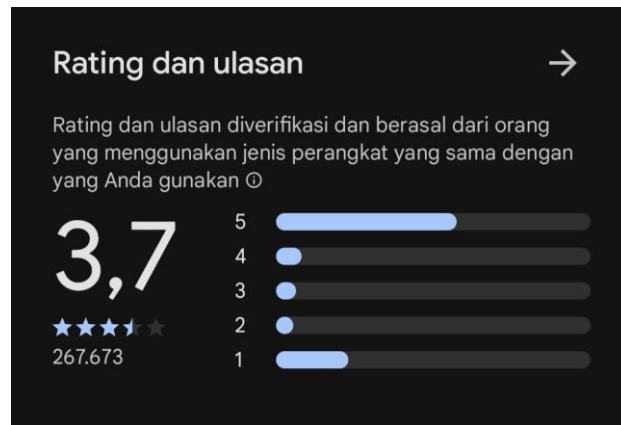 Rating dan ulasan
Rating dan ulasan diverifikasi dan berasal dari orang
yang menggunakan jenis perangkat yang sama dengan
yang Anda gunakan
3,7
267.673
5
4
3
2
1